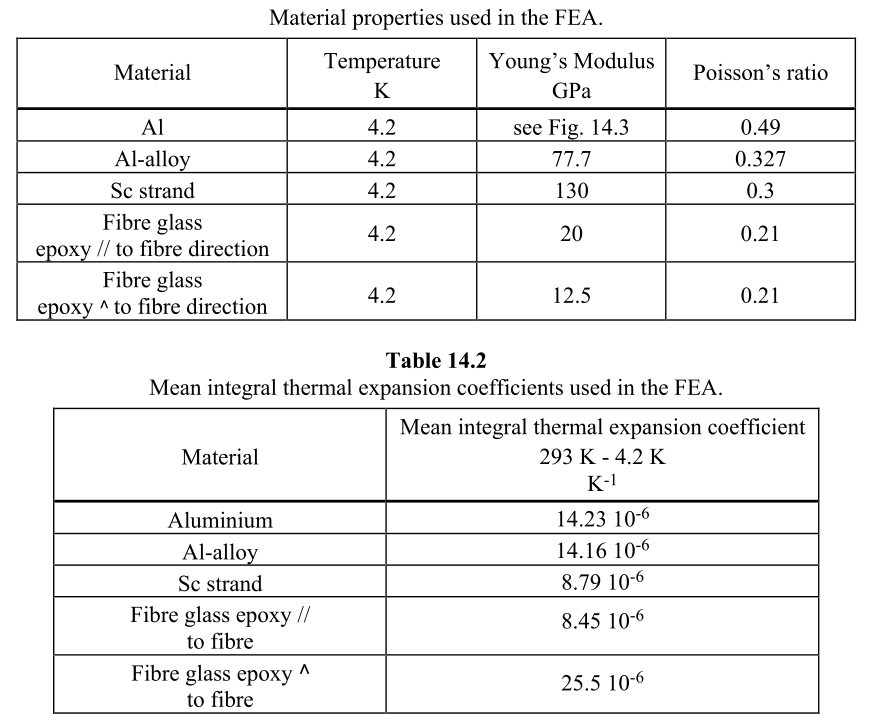 Material properties used in the FEA.
Material
Temperature
K
Young's Modulus
GPa
Poisson's ratio
Al
4.2
see Fig. 14.3
0.49
Al-alloy
4.2
77.7
0.327
Sc strand
4.2
130
0.3
Fibre glass
epoxy // to fibre direction
4.2
20
0.21
Fibre glass
epoxy ^ to fibre direction
4.2
12.5
0.21
Table 14.2
Mean integral thermal expansion coefficients used in the FEA.
Material
Mean integral thermal expansion coefficient
293 K - 4.2 K
K-1
Aluminium
14.23 10-6
Al-alloy
14.16 10-6
Sc strand
8.79 10-6
Fibre glass epoxy //
to fibre
8.45 10-6
Fibre glass epoxy ^
to fibre
25.5 10-6